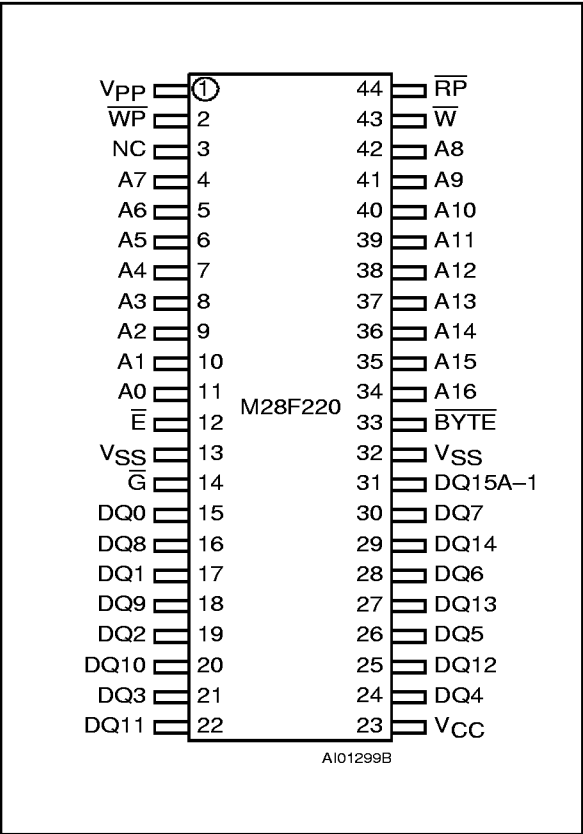 VPP 1 44 R̅P̅
W̅P̅ 2 43 W̅
NC 3 42 A8
A7 4 41 A9
A6 5 40 A10
A5 6 39 A11
A4 7 38 A12
A3 8 37 A13
A2 9 36 A14
A1 10 35 A15
A0 11 34 A16
M28F220
E̅ 12 33 B̅Y̅T̅E̅
VSS 13 32 VSS
G̅ 14 31 DQ15A–1
DQ0 15 30 DQ7
DQ8 16 29 DQ14
DQ1 17 28 DQ6
DQ9 18 27 DQ13
DQ2 19 26 DQ5
DQ10 20 25 DQ12
DQ3 21 24 DQ4
DQ11 22 23 VCC
AI01299B